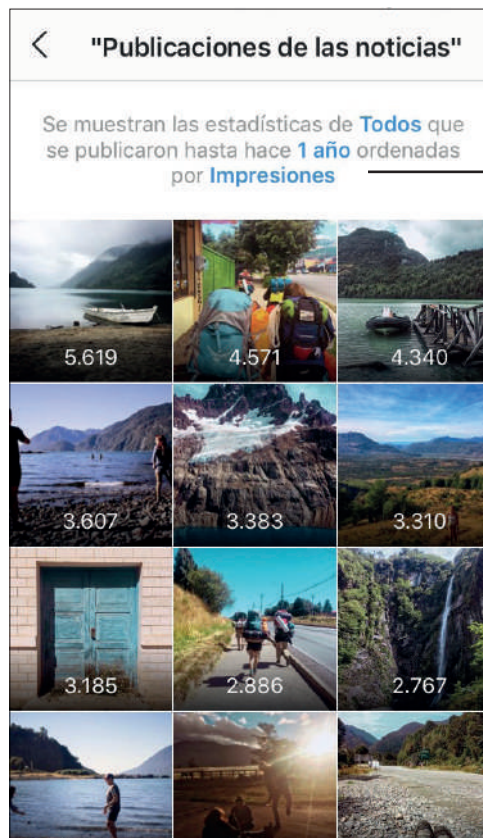 "Publicaciones de las noticias"
Se muestran las estadísticas de Todos que
se publicaron hasta hace 1 año ordenadas
por Impresiones
5.619 4.571 4.340
3.607 3.383 3.310
3.185 2.886 2.767